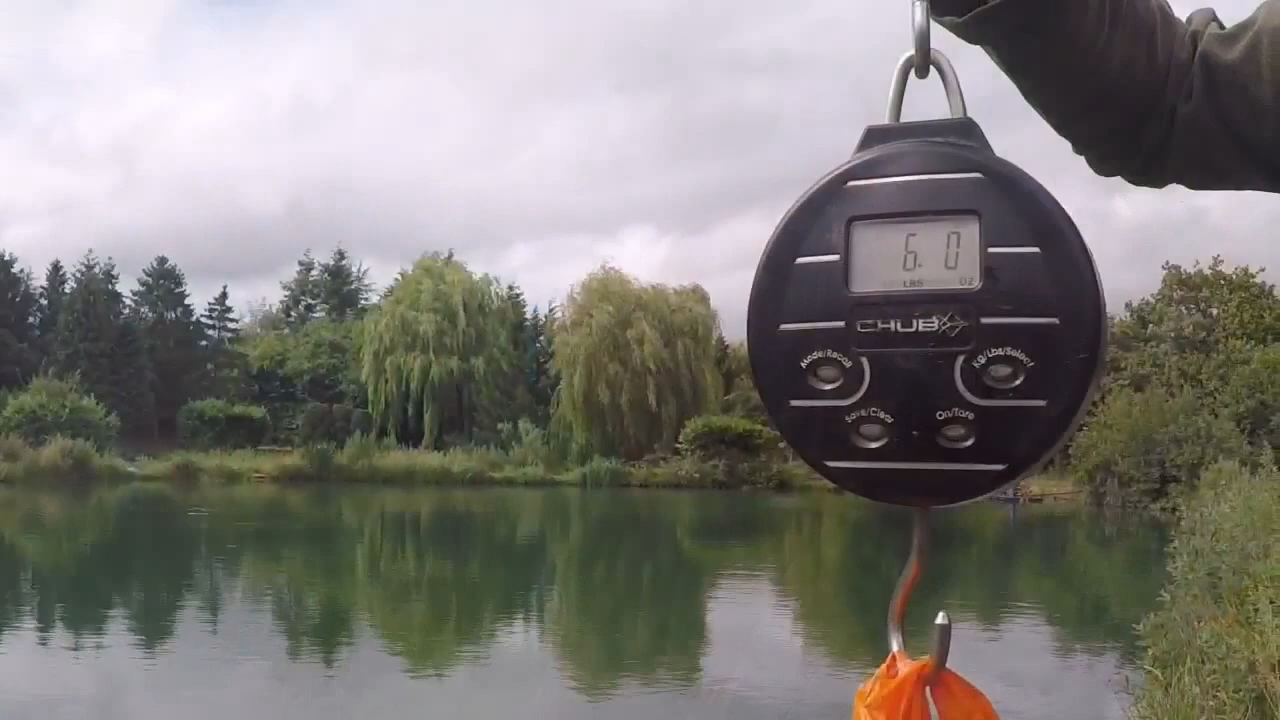 6. 0
LBS OZ
CHUB
Mode/Recall
Kg/Lbs/Select
Save/Clear
On/Tare